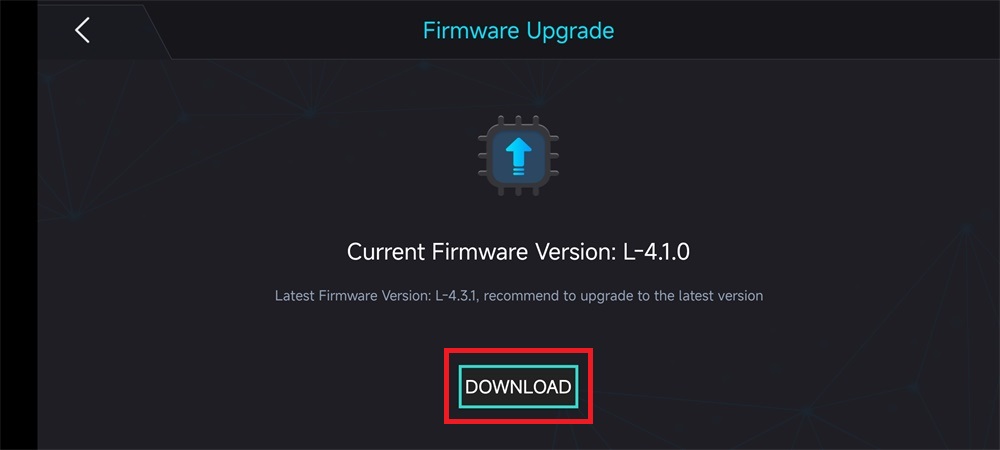 Firmware Upgrade
Current Firmware Version: L-4.1.0
Latest Firmware Version: L-4.3.1, recommend to upgrade to the latest version
DOWNLOAD